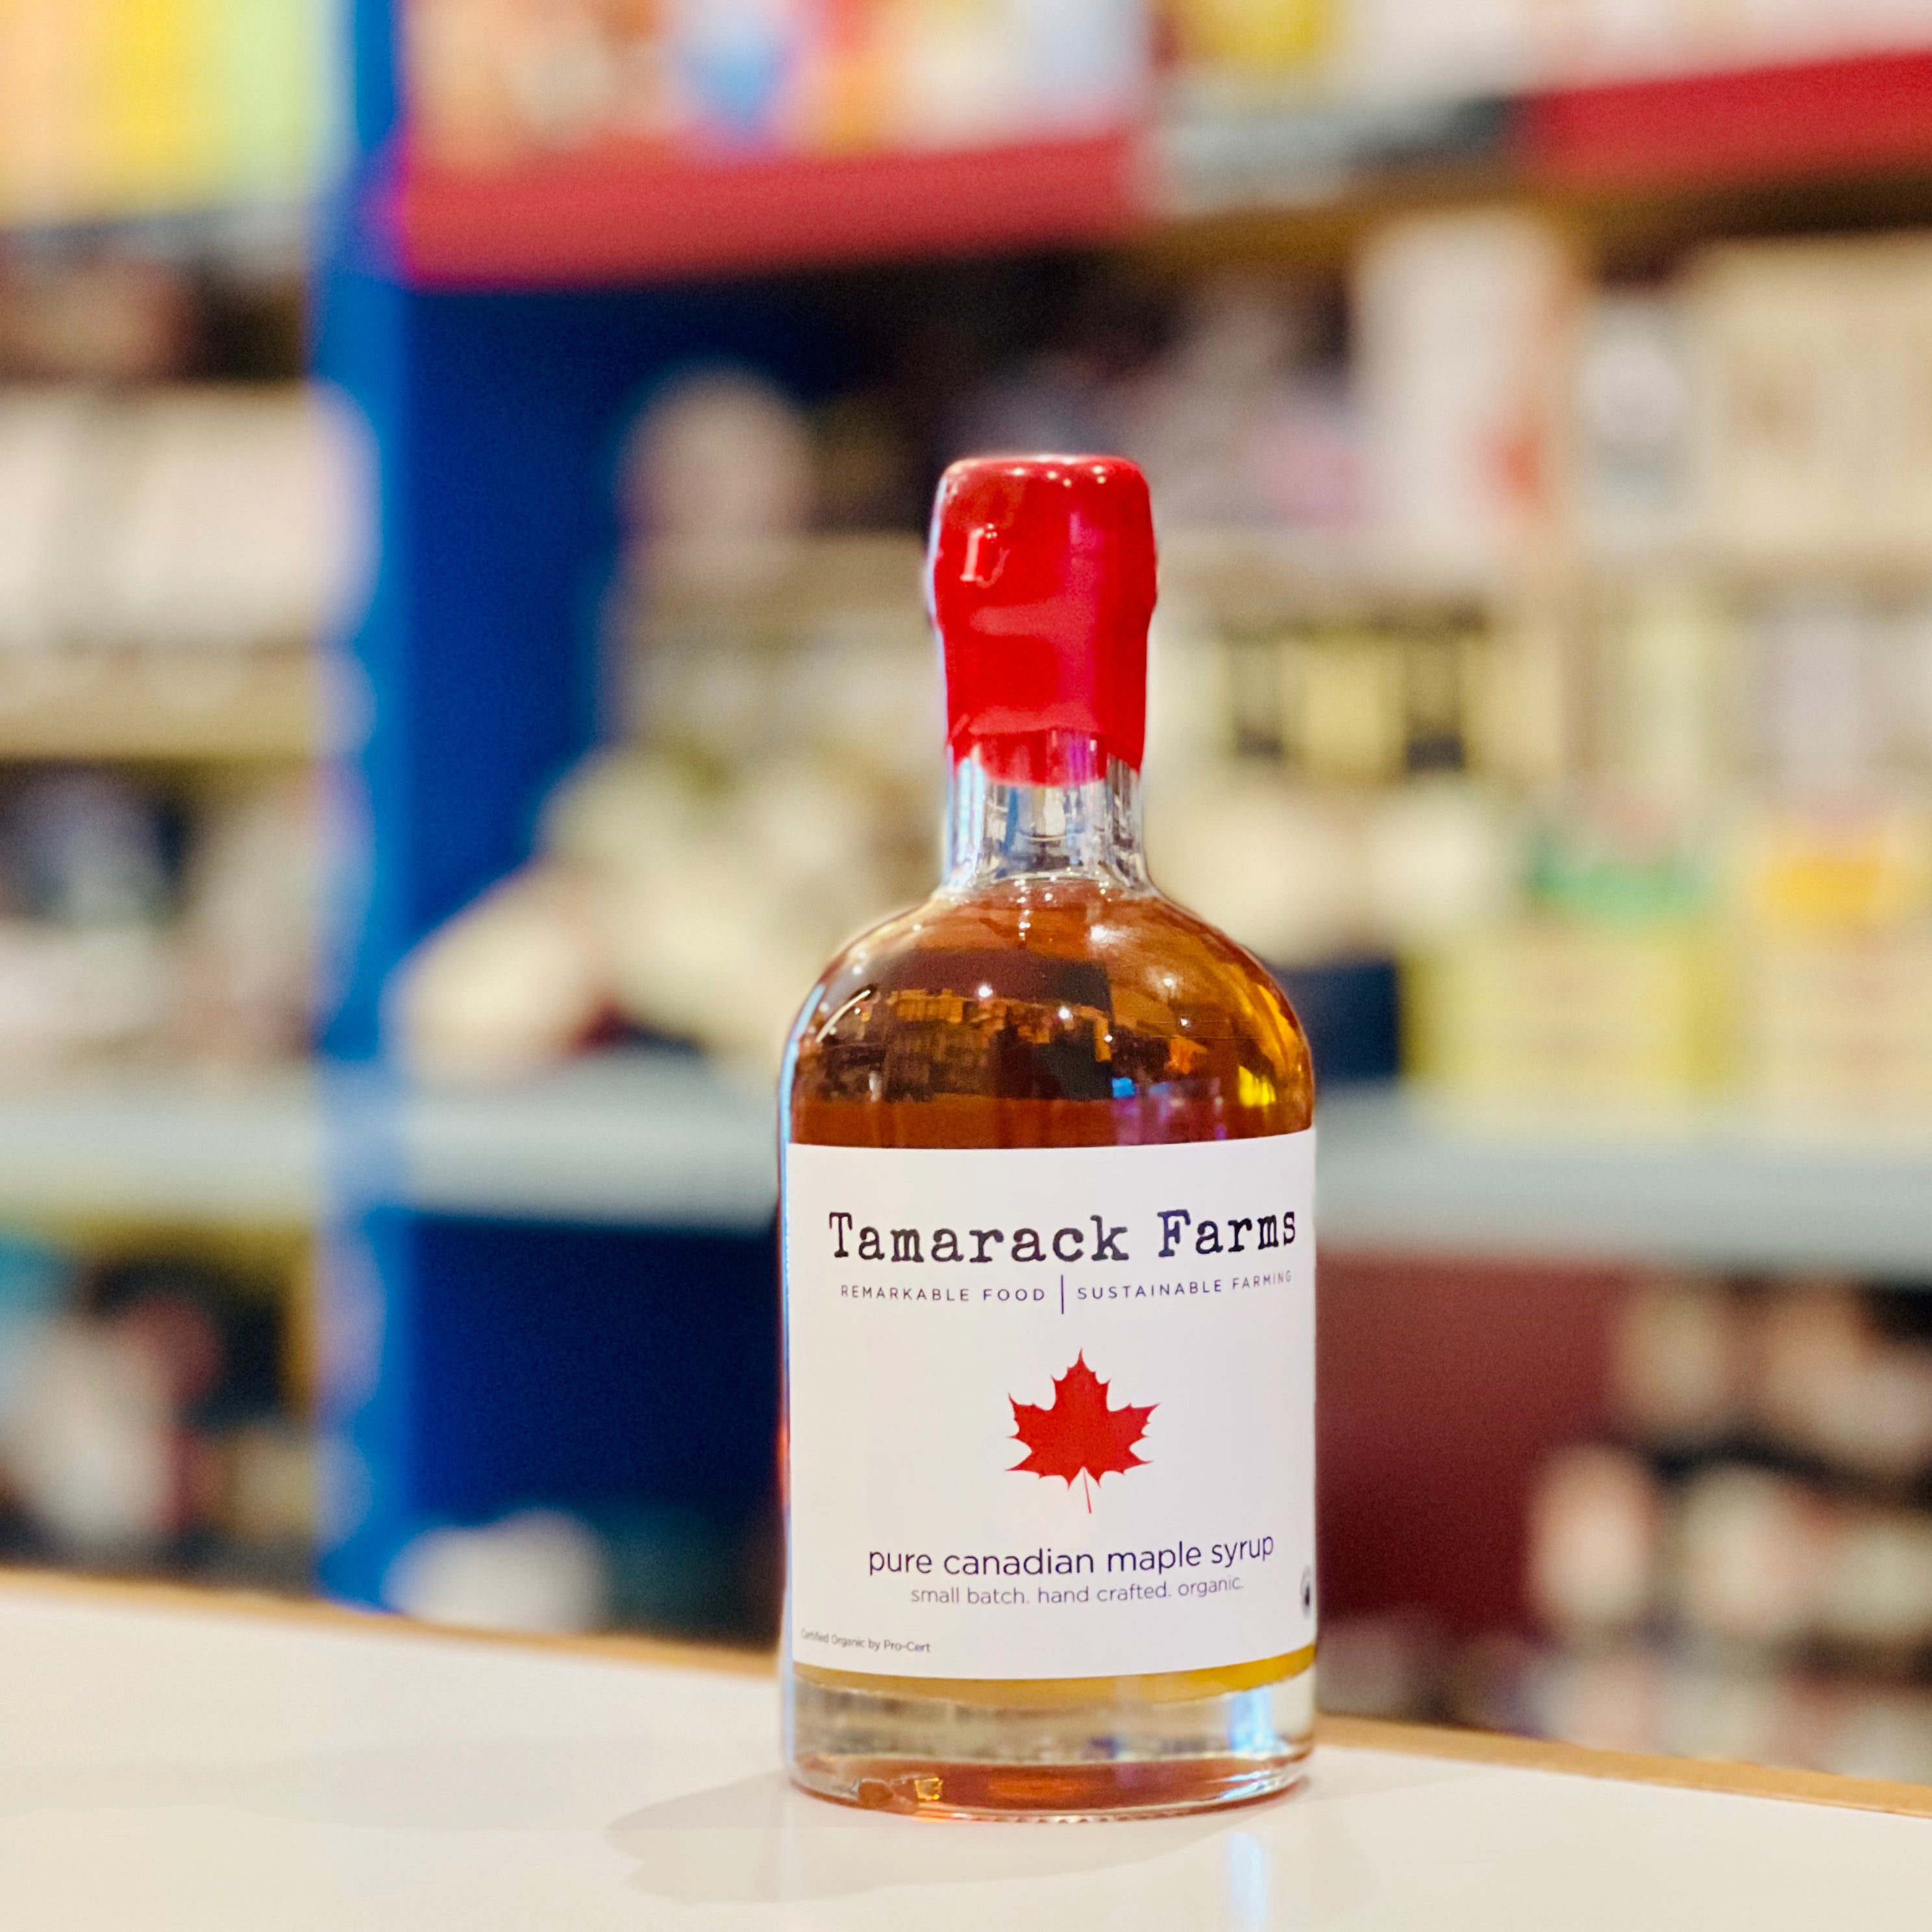 Tamarack Farms
REMARKABLE FOOD | SUSTAINABLE FARMING
pure canadian maple syrup
small batch. hand crafted. organic.
Certified Organic by Pro-Cert